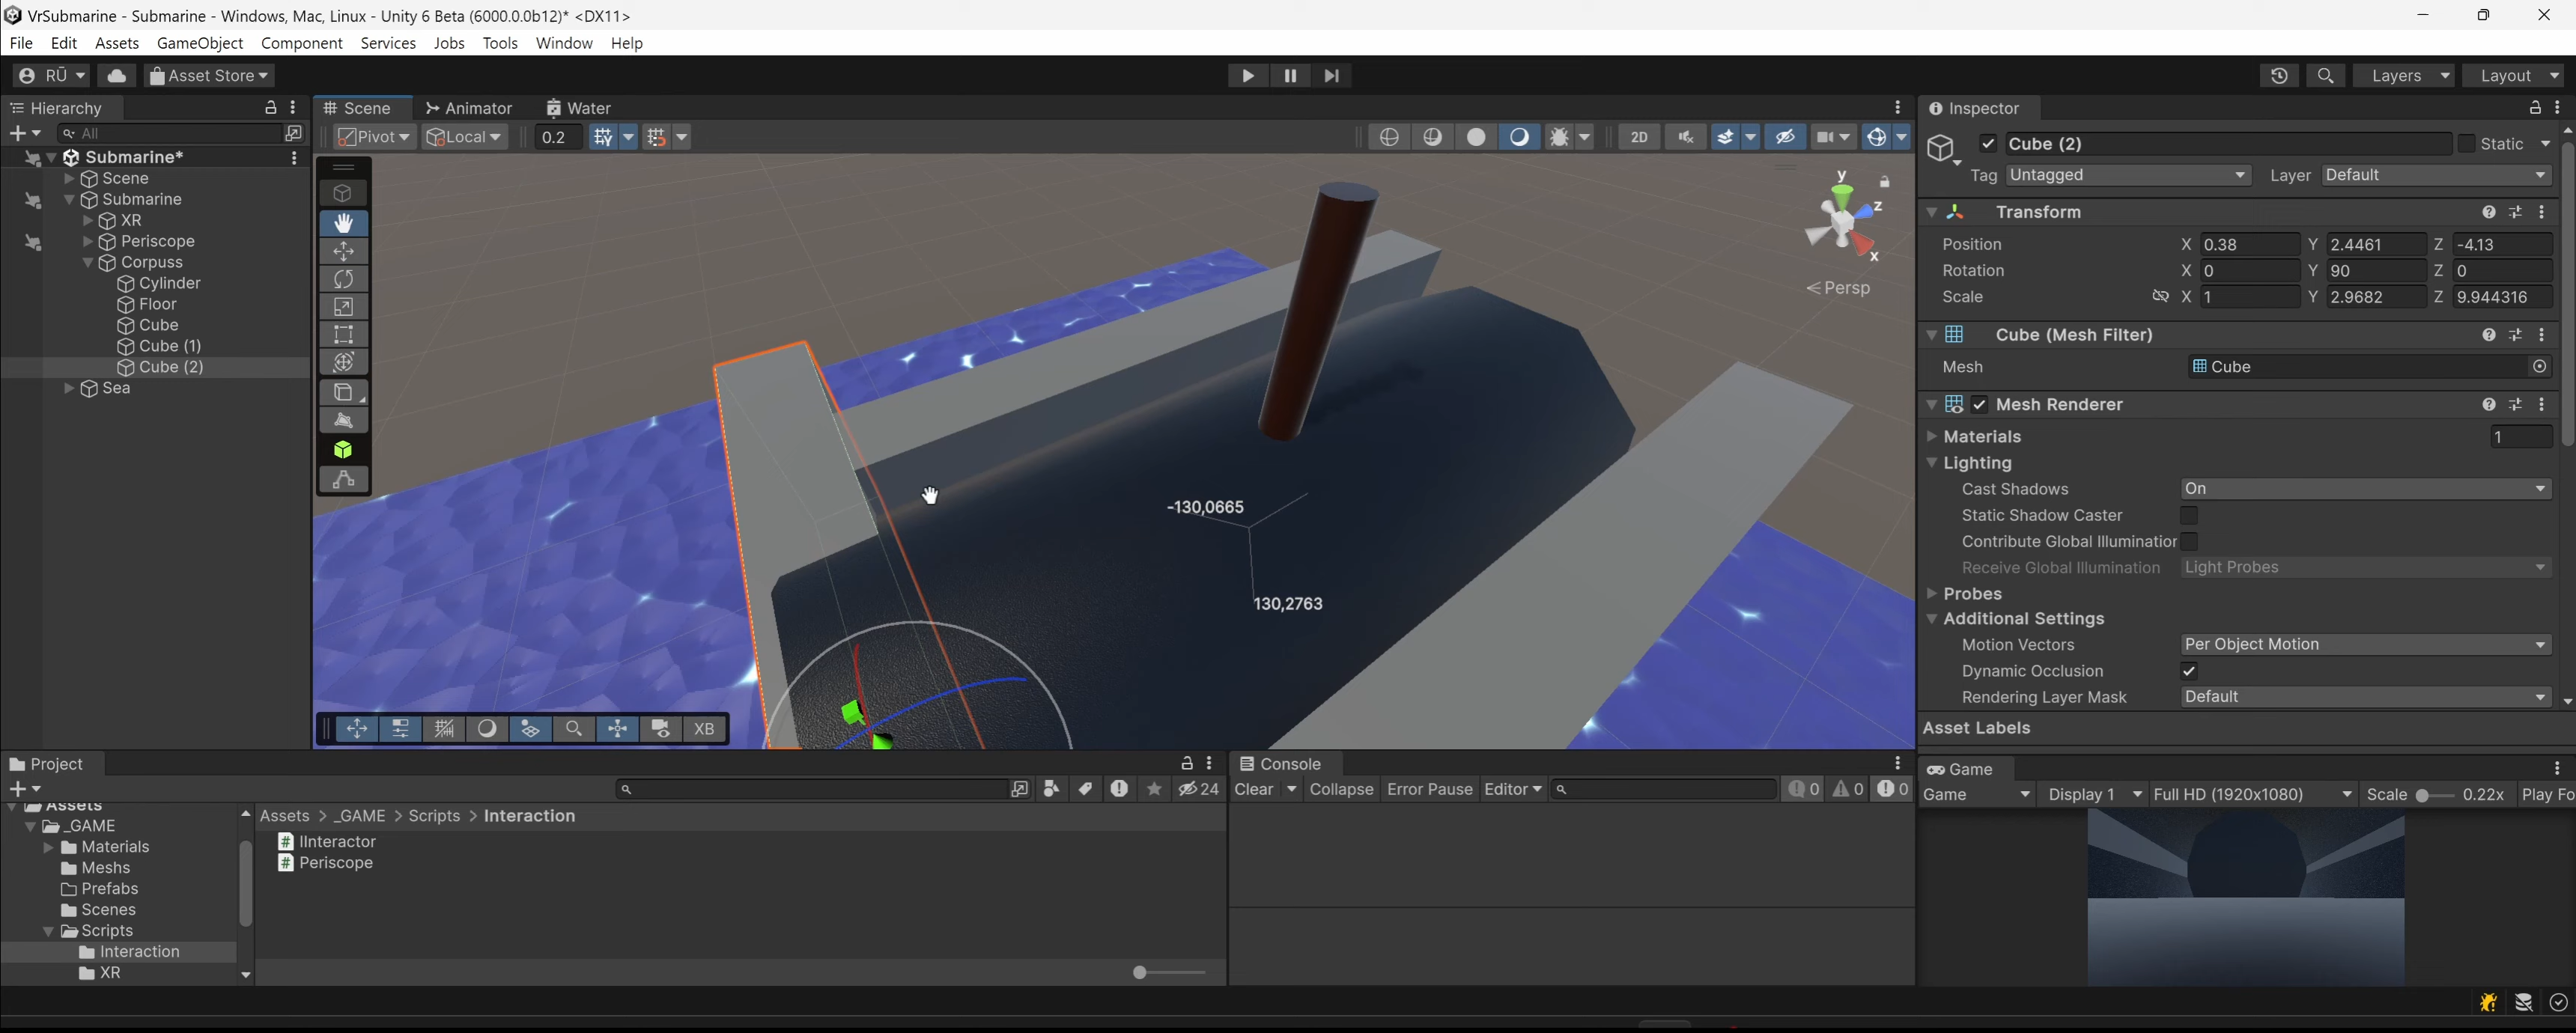 VrSubmarine - Submarine - Windows, Mac, Linux - Unity 6 Beta (6000.0.0b12)* <DX11>
File Edit Assets GameObject Component Services Jobs Tools Window Help
RŪ Asset Store Layers Layout
Hierarchy
All
Submarine*
Scene
Submarine
XR
Periscope
Corpuss
Cylinder
Floor
Cube
Cube (1)
Cube (2)
Sea
Scene Animator Water
Pivot Local 0.2 2D
y
z
x
Persp
-130,0665
130,2763
XB
Inspector
Cube (2) Static
Tag Untagged Layer Default
Transform
Position X 0.38 Y 2.4461 Z -4.13
Rotation X 0 Y 90 Z 0
Scale X 1 Y 2.9682 Z 9.944316
Cube (Mesh Filter)
Mesh Cube
Mesh Renderer
Materials 1
Lighting
Cast Shadows On
Static Shadow Caster
Contribute Global Illumination
Receive Global Illumination Light Probes
Probes
Additional Settings
Motion Vectors Per Object Motion
Dynamic Occlusion
Rendering Layer Mask Default
Asset Labels
Project
24
Assets
_GAME
Materials
Meshs
Prefabs
Scenes
Scripts
Interaction
XR
Assets > _GAME > Scripts > Interaction
IInteractor
Periscope
Console
Clear Collapse Error Pause Editor 0 0 0
Game
Game Display 1 Full HD (1920x1080) Scale 0.22x Play Fo